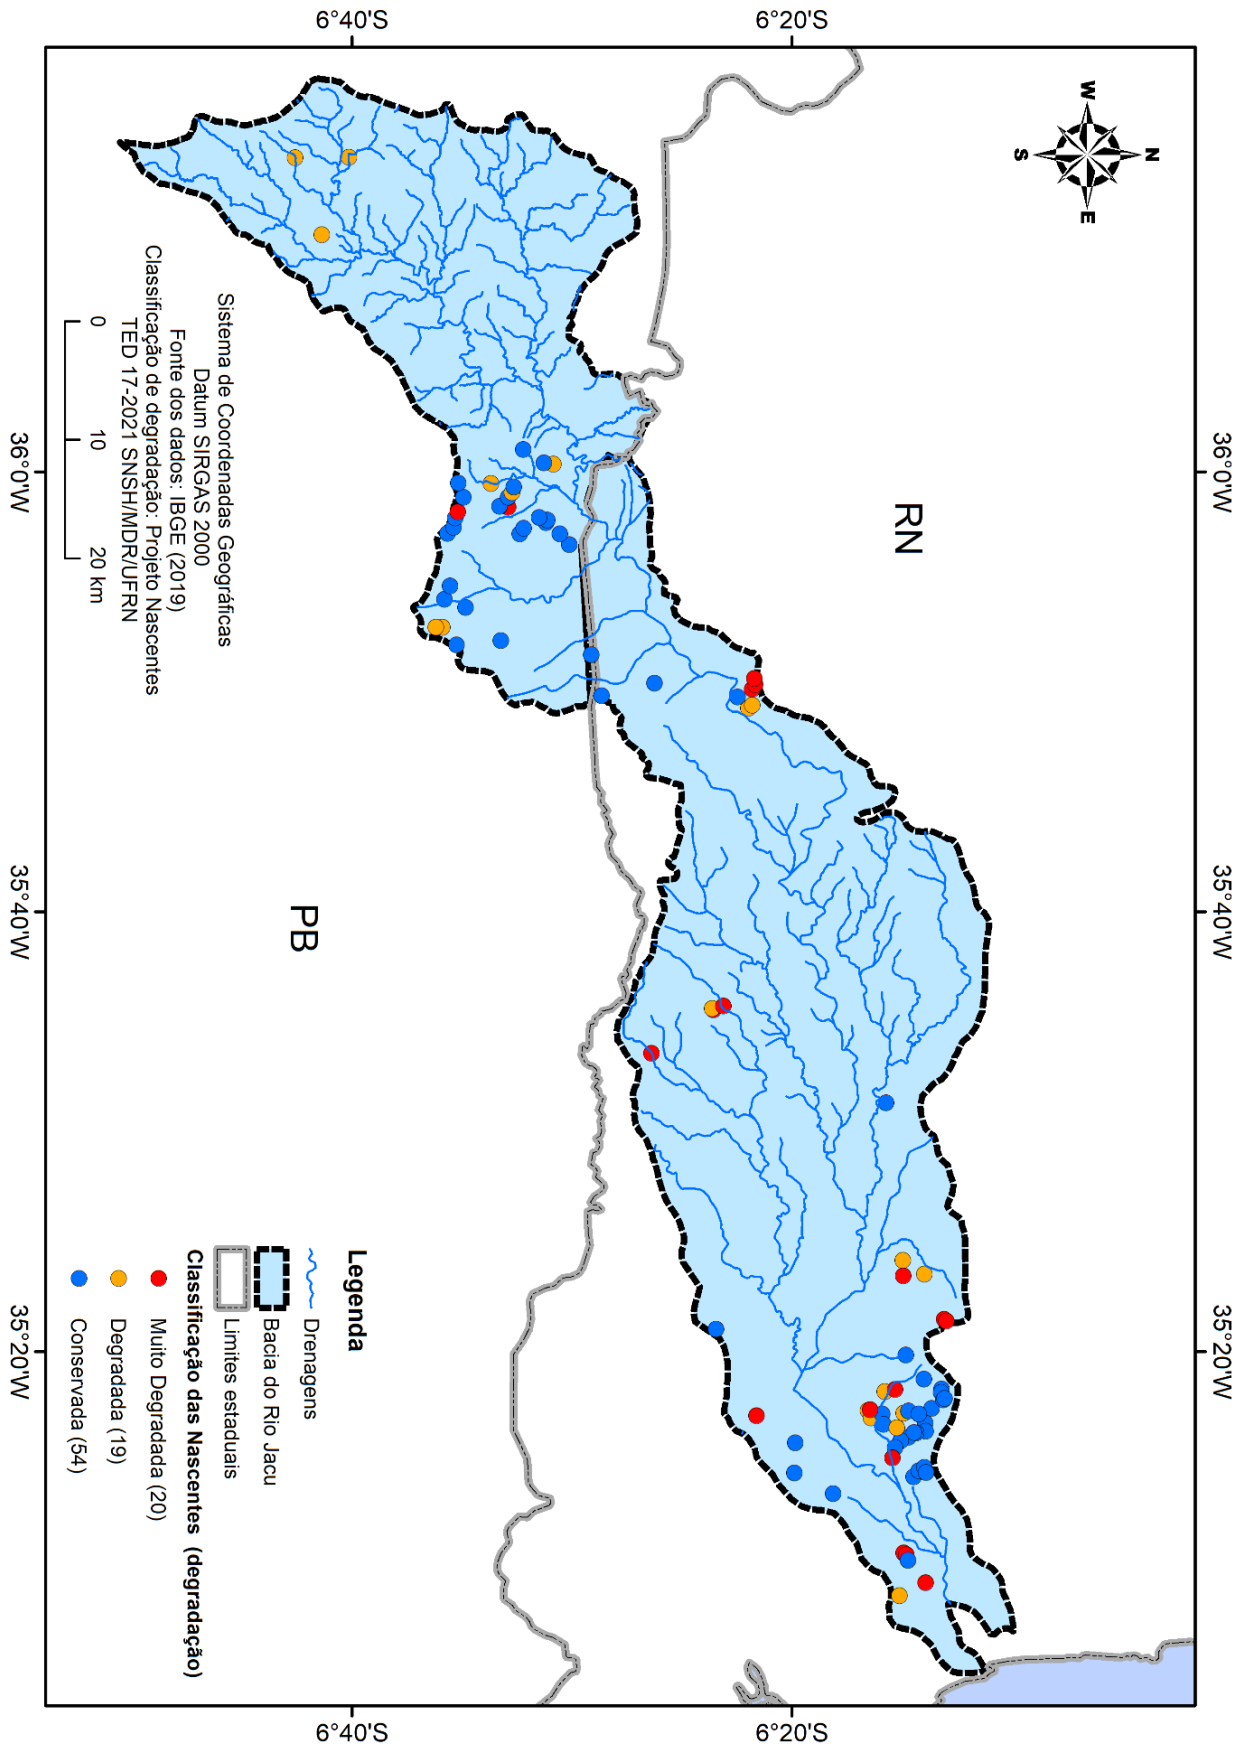 6°40'S
6°20'S
36°0'W
35°40'W
35°20'W
N
W
E
S
RN
PB
Sistema de Coordenadas Geográficas
Datum SIRGAS 2000
Fonte dos dados: IBGE (2019)
Classificação de degradação: Projeto Nascentes
TED 17-2021 SNSH/MDR/UFRN
0 10 20 km
Legenda
Drenagens
Bacia do Rio Jacu
Limites estaduais
Classificação das Nascentes (degradação)
Muito Degradada (20)
Degradada (19)
Conservada (54)
36°0'W
35°40'W
35°20'W
6°40'S
6°20'S